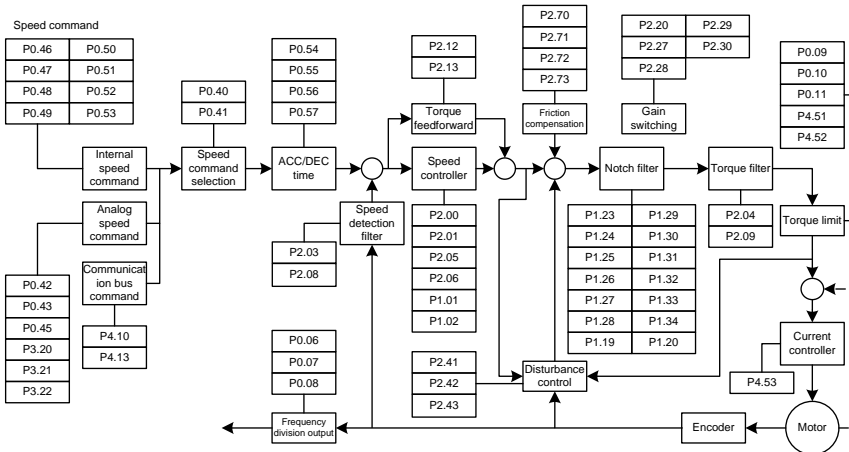 Speed command
P0.46 P0.50
P0.47 P0.51
P0.48 P0.52
P0.49 P0.53
P0.40
P0.41
P0.54
P0.55
P0.56
P0.57
P2.12
P2.13
P2.70
P2.71
P2.72
P2.73
P2.20 P2.29
P2.27 P2.30
P2.28
P0.09
P0.10
P0.11
P4.51
P4.52
Torque
feedforward
Friction
compensation
Gain
switching
Internal
speed
command
Speed
command
selection
ACC/DEC
time
Speed
controller
Notch filter
Torque filter
Analog
speed
command
Speed
detection
filter
Torque limit
P2.03
P2.08
P2.00
P2.01
P2.05
P2.06
P1.01
P1.02
P1.23 P1.29
P1.24 P1.30
P1.25 P1.31
P1.26 P1.32
P1.27 P1.33
P1.28 P1.34
P1.19 P1.20
P2.04
P2.09
Communicat
ion bus
command
P0.42
P0.43
P0.45
P3.20
P3.21
P3.22
P4.10
P4.13
P0.06
P0.07
P0.08
P2.41
P2.42
P2.43
Disturbance
control
Current
controller
P4.53
Frequency
division output
Encoder
Motor